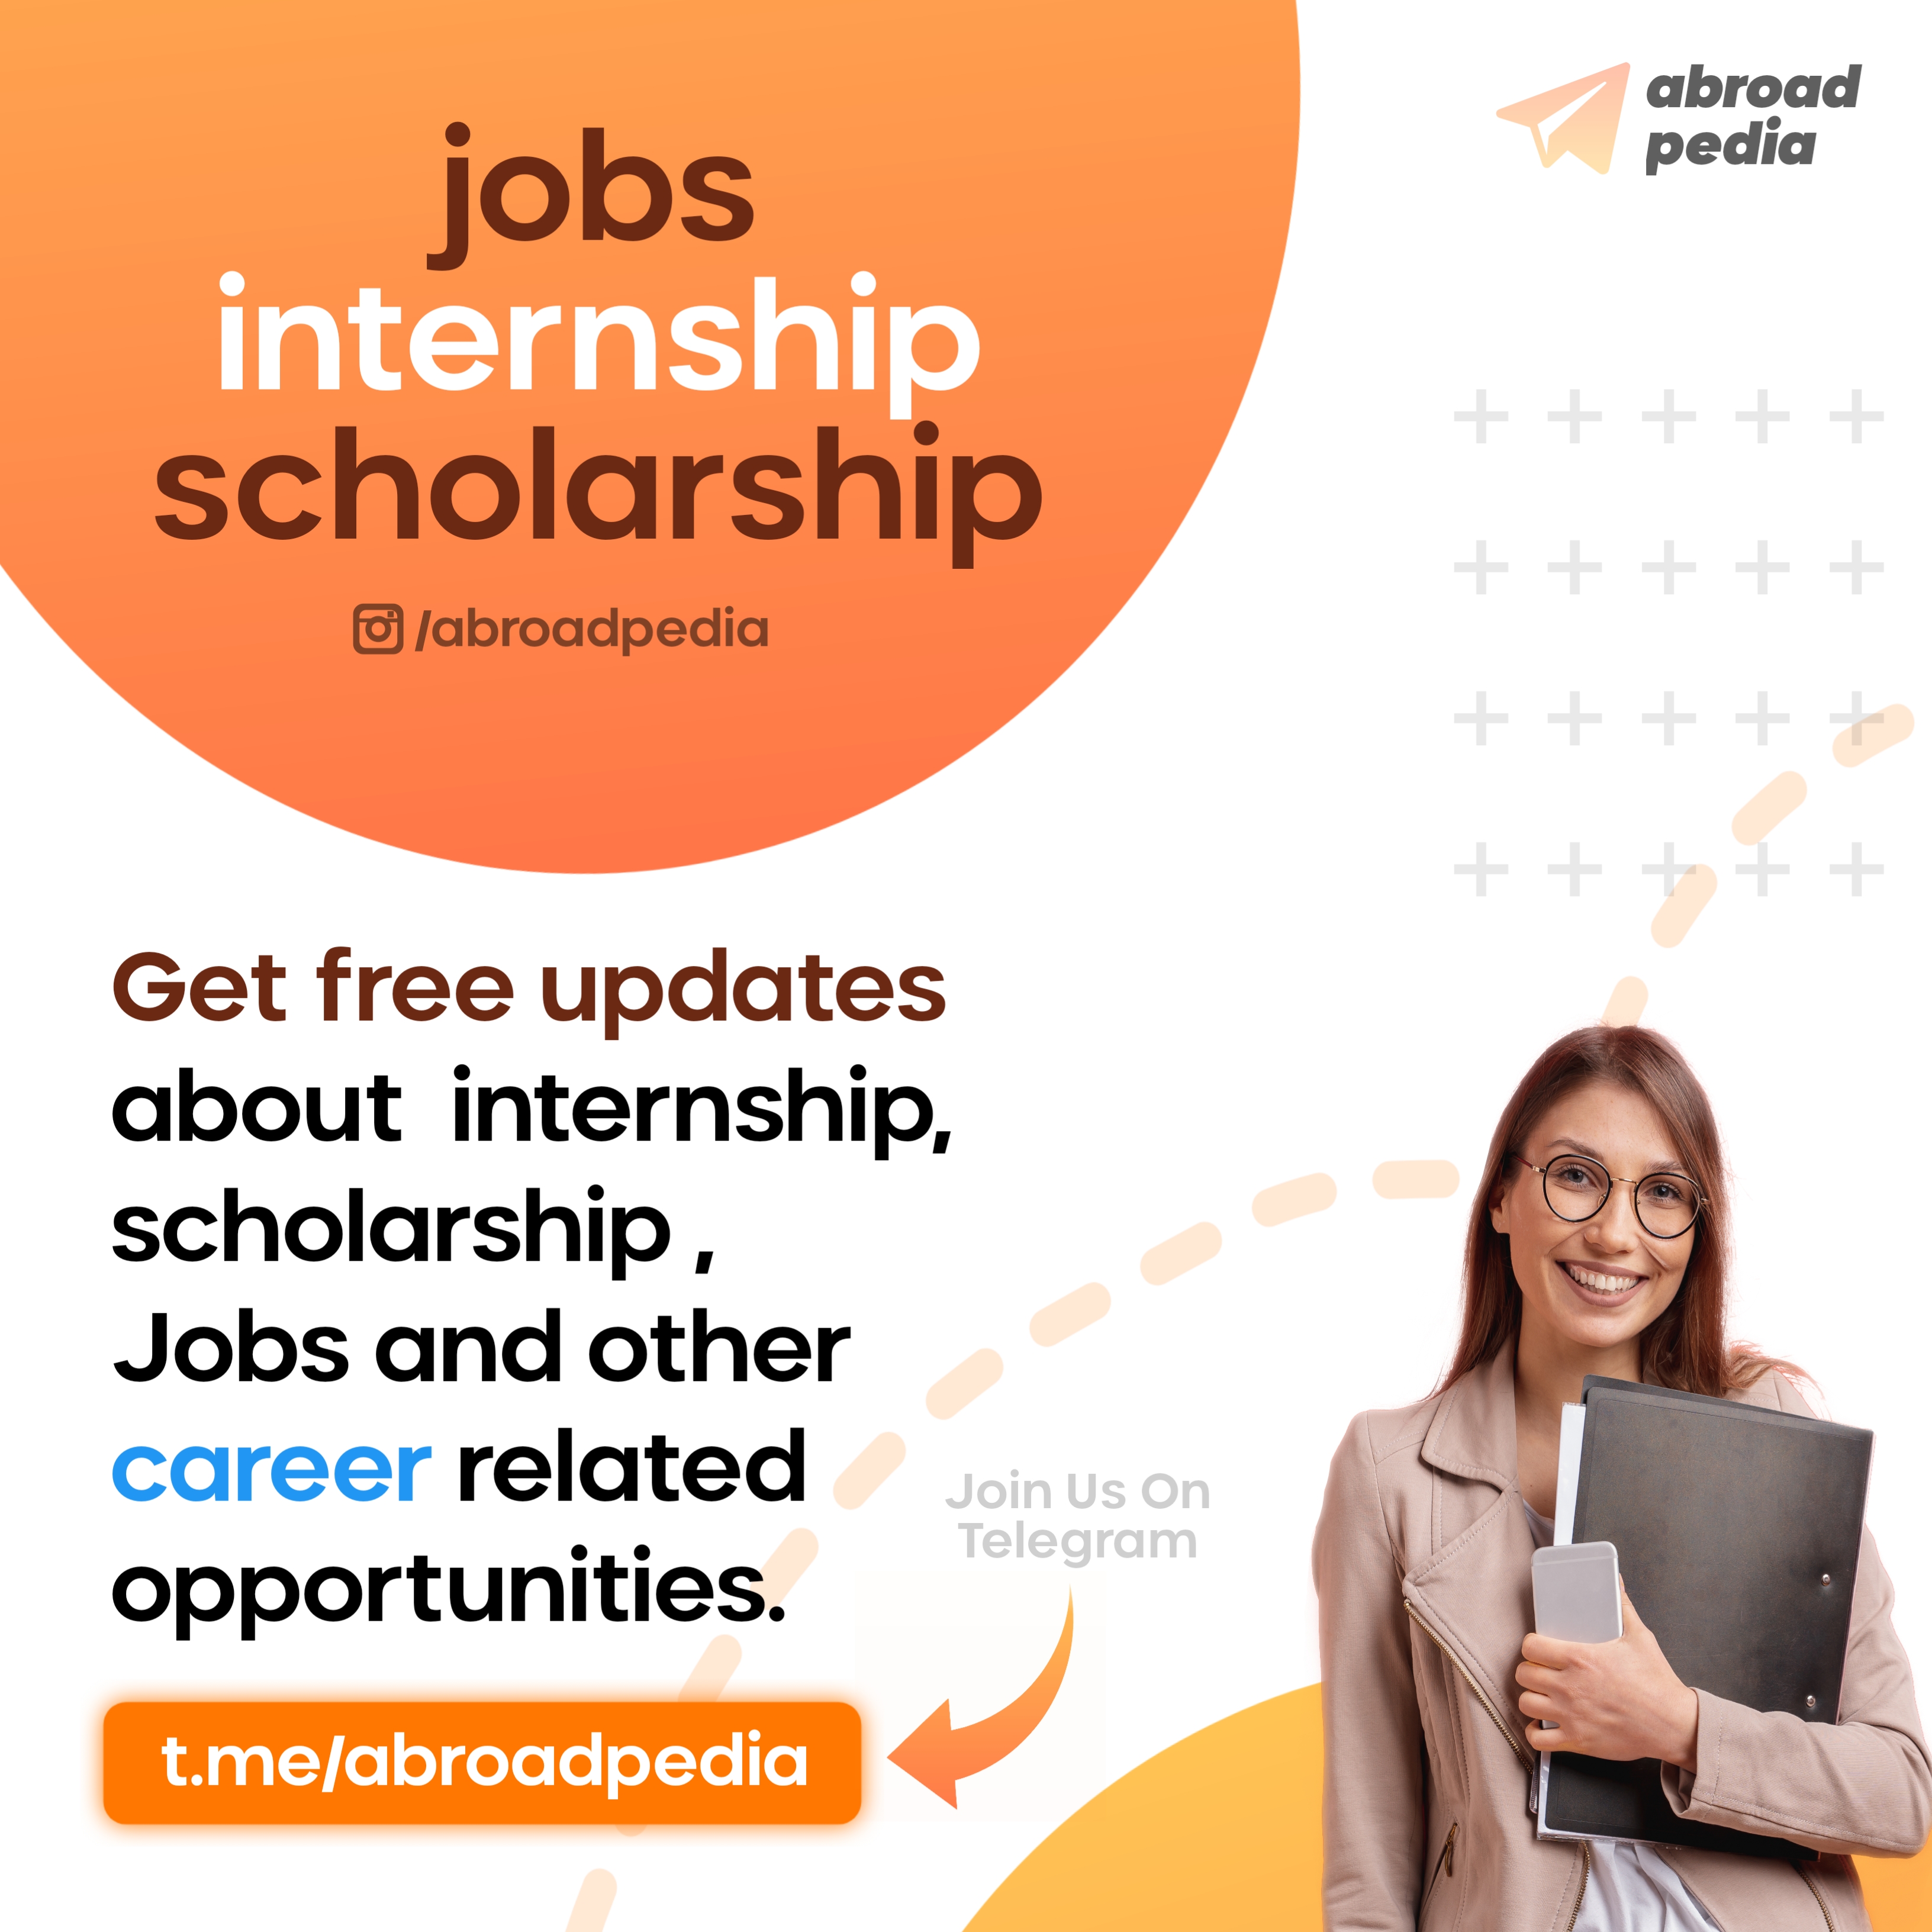 abroad
pedia
jobs
internship
scholarship
/abroadpedia
Get free updates
about internship,
scholarship ,
Jobs and other
career related
opportunities.
Join Us On
Telegram
t.me/abroadpedia